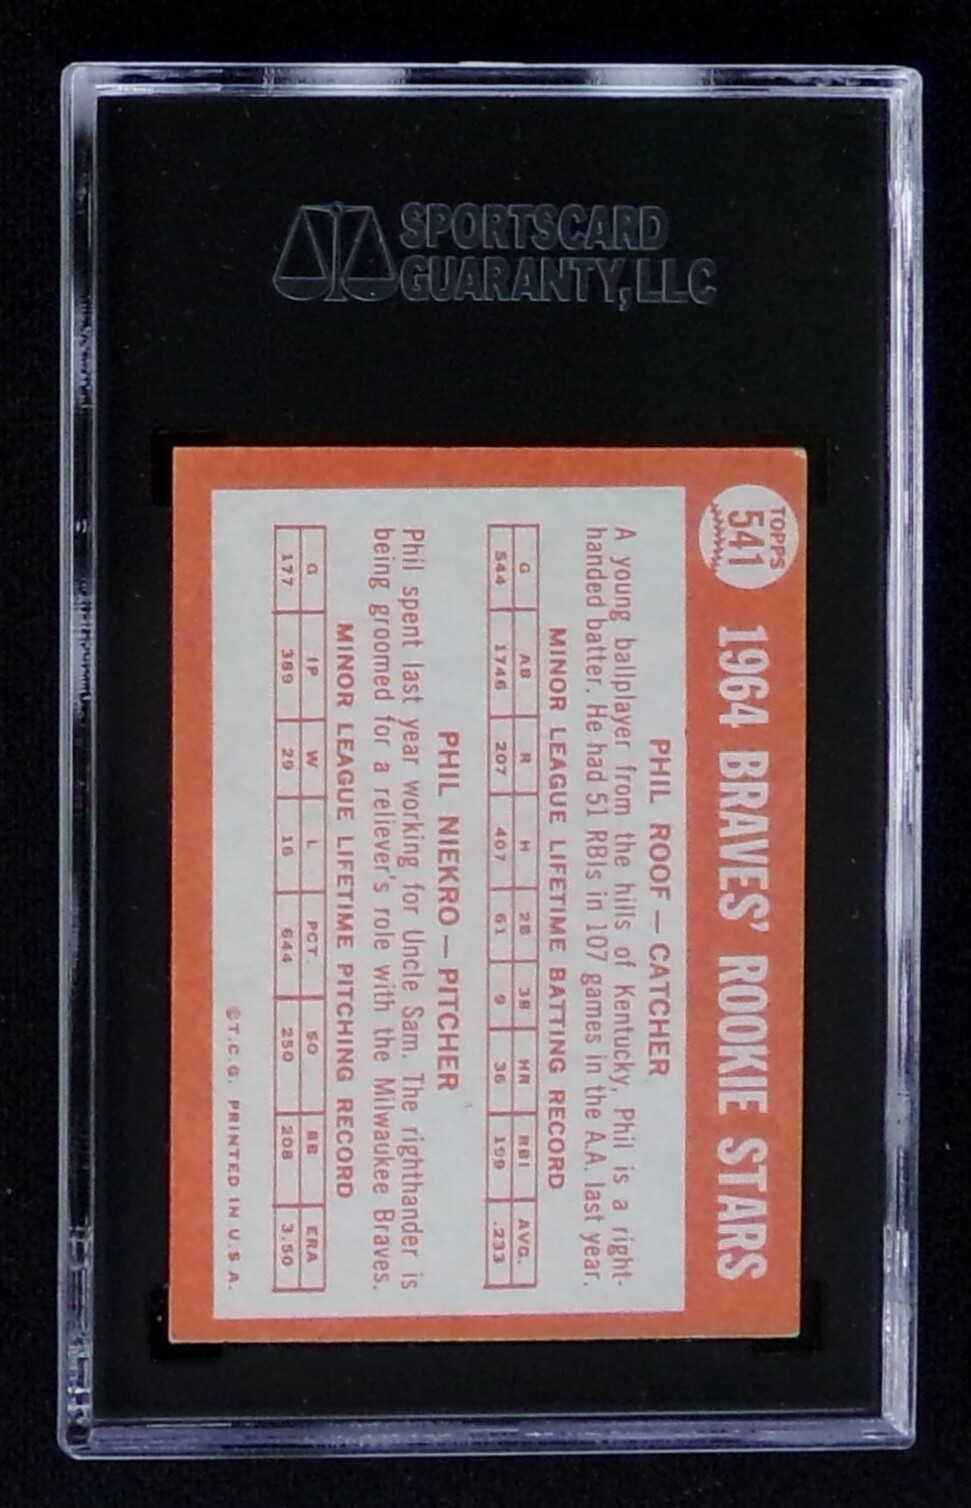 SPORTSCARD
GUARANTY, LLC
TOPPS
541
1964 BRAVES' ROOKIE STARS
PHIL ROOF — CATCHER
A young ballplayer from the hills of Kentucky, Phil is a right-
handed batter. He had 51 RBIs in 107 games in the A.A. last year.
MINOR LEAGUE LIFETIME BATTING RECORD
G AB R H 2B 3B HR RBI AVG.
544 1746 207 407 61 9 36 199 .233
PHIL NIEKRO — PITCHER
Phil spent last year working for Uncle Sam. The righthander is
being groomed for a reliever's role with the Milwaukee Braves.
MINOR LEAGUE LIFETIME PITCHING RECORD
G IP W L PCT. SO BB ERA
177 389 29 16 644 250 208 3.50
©T.C.G. PRINTED IN U.S.A.